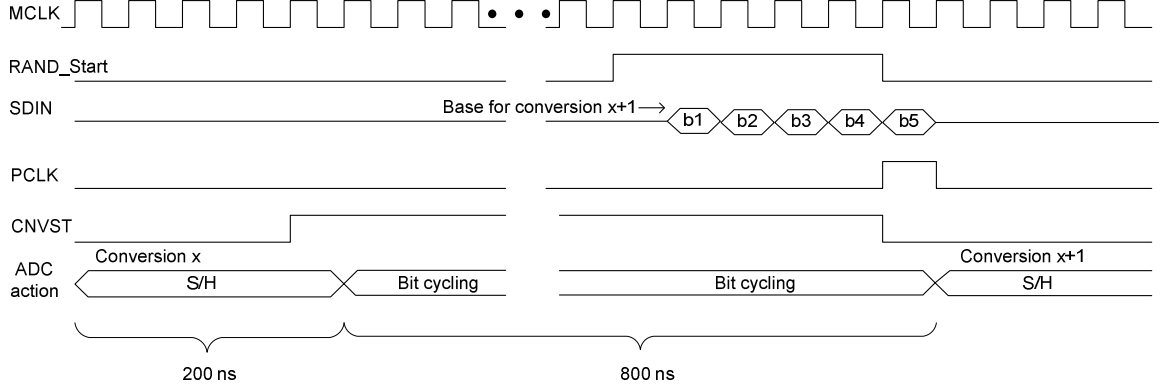 MCLK
RAND_Start
SDIN
Base for conversion x+1
b1 b2 b3 b4 b5
PCLK
CNVST
Conversion x
Conversion x+1
ADC action
S/H
Bit cycling
Bit cycling
S/H
200 ns
800 ns